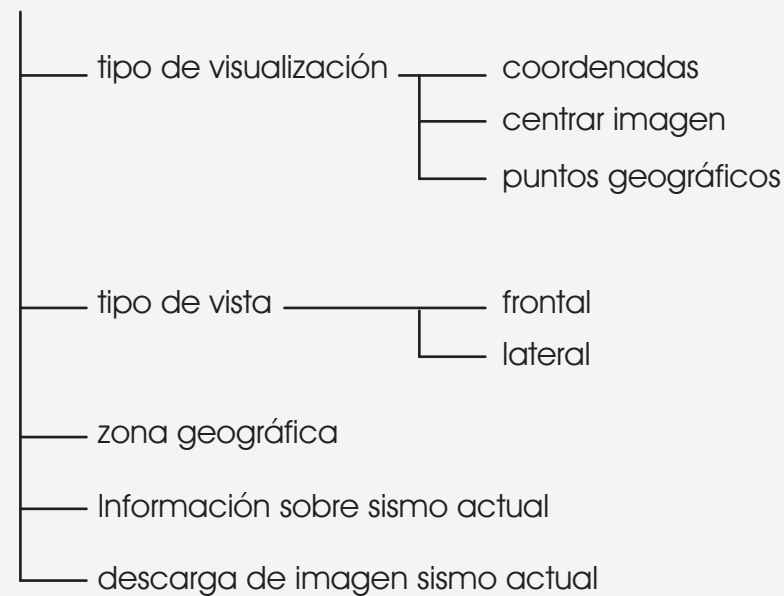 tipo de visualización
coordenadas
centrar imagen
puntos geográficos
tipo de vista
frontal
lateral
zona geográfica
Información sobre sismo actual
descarga de imagen sismo actual